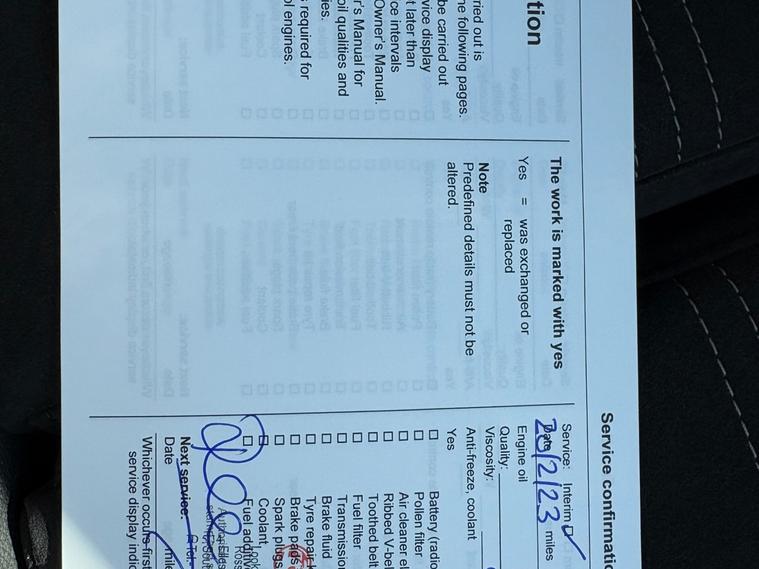 Service confirmatio
tion
ried out is
ne following pages.
be carried out
vice display
t later than
ce intervals
Owner's Manual.
r's Manual for
oil qualities and
ies.
s required for
ol engines.
The work is marked with yes
Yes = was exchanged or
replaced
Note
Predefined details must not be
altered.
Service: Interim
Date 20/2/23 miles
Engine oil
Quality:
Viscosity:
Anti-freeze, coolant
Yes
Battery (radio
Pollen filter
Air cleaner el
Ribbed V-belt
Toothed belt
Fuel filter
Transmission
Brake fluid
Tyre repair k
Brake pads
Spark plugs
Coolant
Fuel additiv
Next service:
Date mile
Whichever occurs first
service display indic